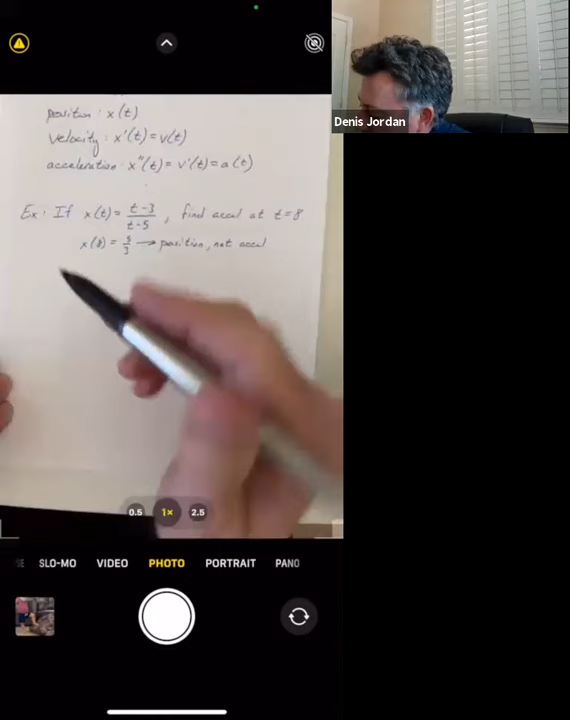 Denis Jordan
position: x(t)
velocity: x'(t) = v(t)
acceleration: x''(t) = v'(t) = a(t)
Ex: If x(t) = t-3/t-5, find accel at t=8
x(8) = 5/3 → position, not accel
0.5 1× 2.5
SLO-MO VIDEO PHOTO PORTRAIT PANO